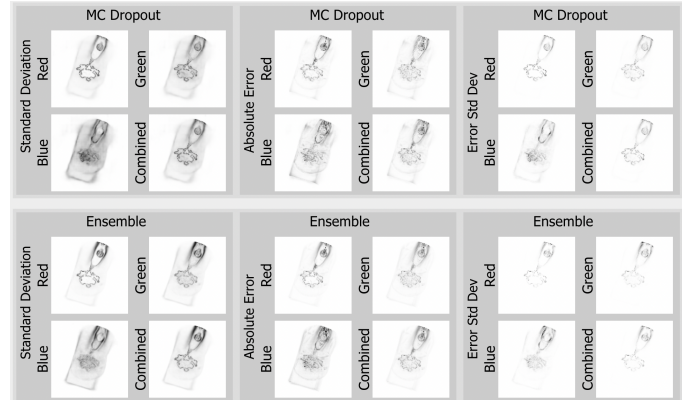 MC Dropout
Standard Deviation
Red
Green
Blue
Combined
MC Dropout
Absolute Error
Red
Green
Blue
Combined
MC Dropout
Error Std Dev
Red
Green
Blue
Combined
Ensemble
Standard Deviation
Red
Green
Blue
Combined
Ensemble
Absolute Error
Red
Green
Blue
Combined
Ensemble
Error Std Dev
Red
Green
Blue
Combined